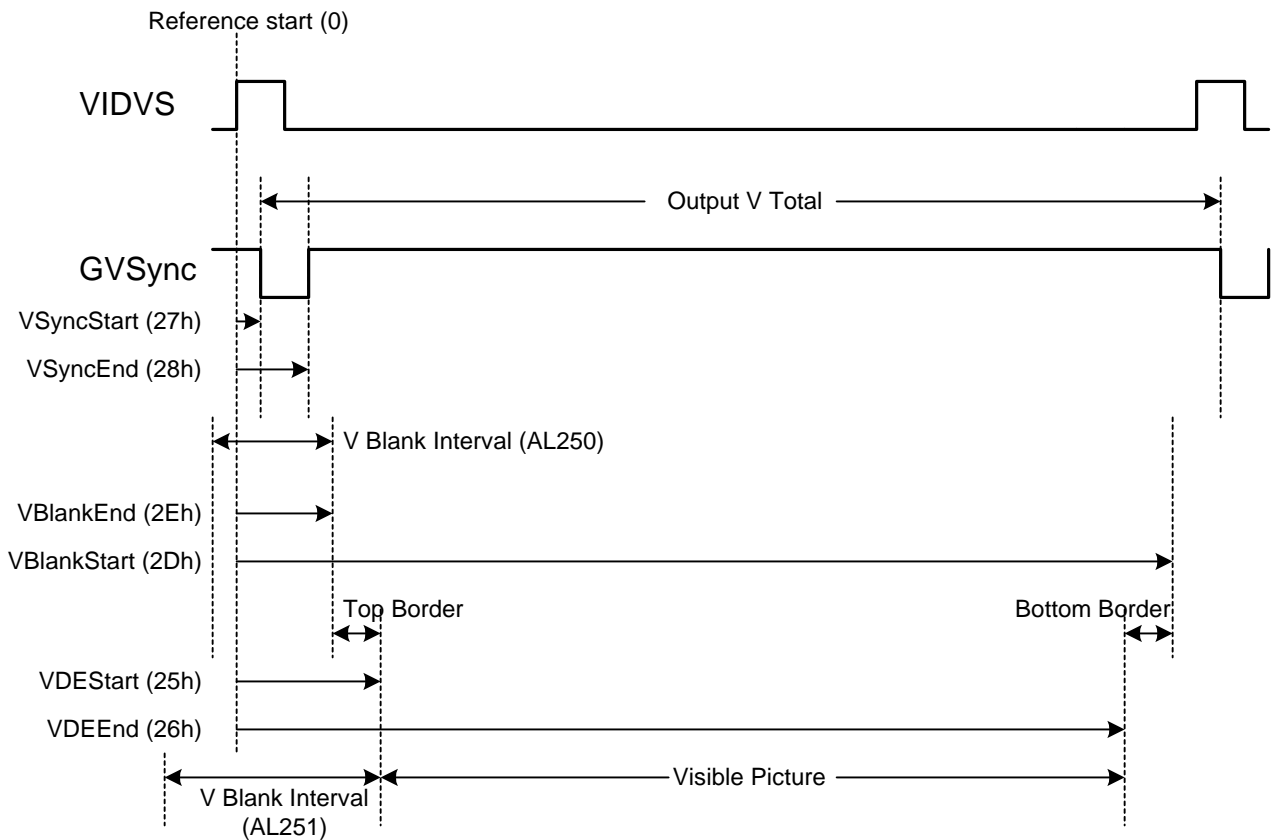 Reference start (0)
VIDVS
Output V Total
GVSync
VSyncStart (27h)
VSyncEnd (28h)
V Blank Interval (AL250)
VBlankEnd (2Eh)
VBlankStart (2Dh)
Top Border
Bottom Border
VDEStart (25h)
VDEEnd (26h)
Visible Picture
V Blank Interval
(AL251)